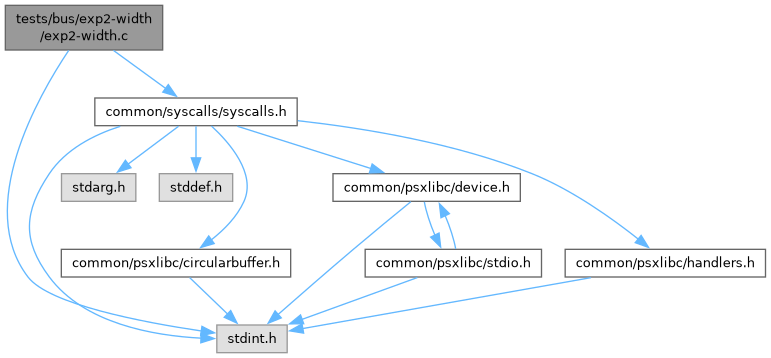 tests/bus/exp2-width
/exp2-width.c
common/syscalls/syscalls.h
stdarg.h
stddef.h
common/psxlibc/device.h
common/psxlibc/circularbuffer.h
common/psxlibc/stdio.h
common/psxlibc/handlers.h
stdint.h